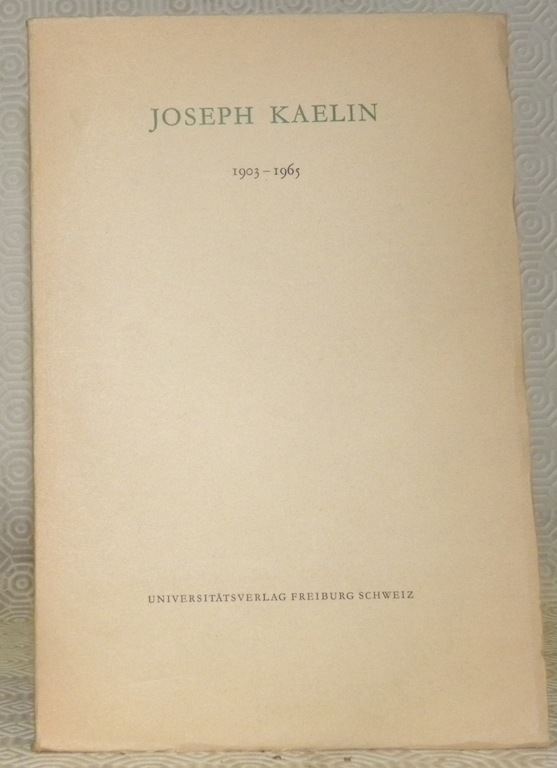 JOSEPH KAELIN
1903 – 1965
UNIVERSITÄTSVERLAG FREIBURG SCHWEIZ